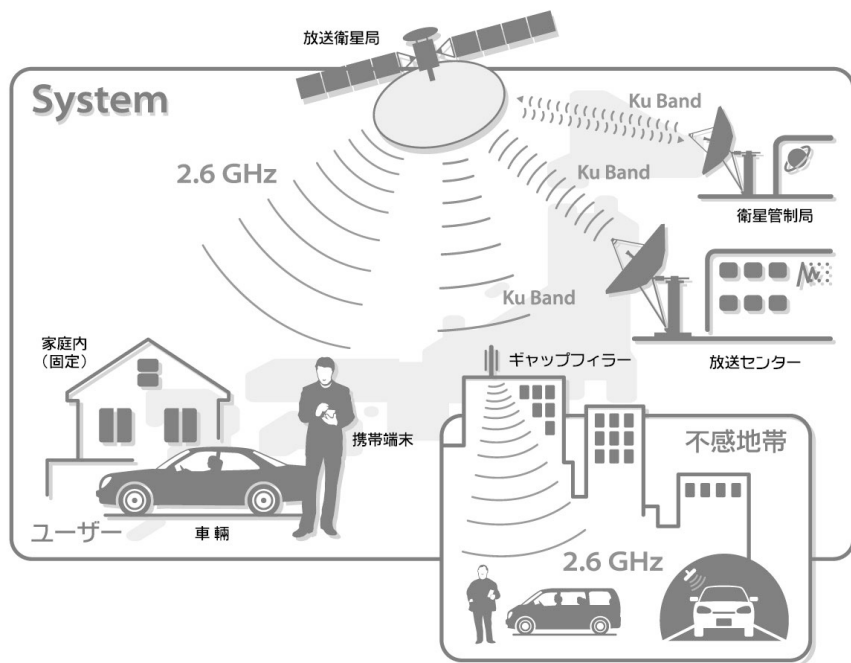 放送衛星局
System
Ku Band
2.6 GHz
Ku Band
衛星管制局
Ku Band
家庭内
（固定）
ギャップフィラー
放送センター
携帯端末
不感地帯
ユーザー
車輛
2.6 GHz